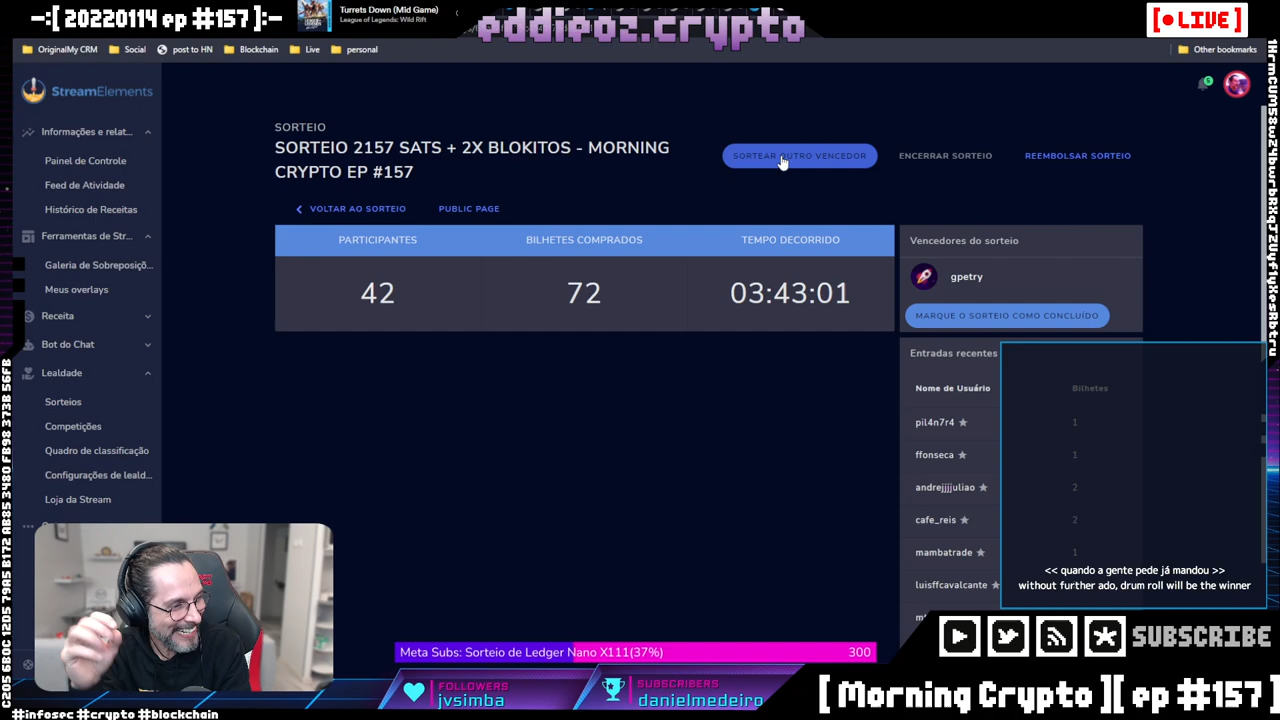 -:[ 20220114 ep #157]:-
Turrets Down (Mid Game)
League of Legends: Wild Rift
eddieoz.crypto
[•LIVE]
OriginalMy CRM
Social
post to HN
Blockchain
Live
personal
Other bookmarks
StreamElements
5
Informações e relat...
Painel de Controle
Feed de Atividade
Histórico de Receitas
Ferramentas de Str...
Galeria de Sobreposiçõ...
Meus overlays
Receita
Bot do Chat
Lealdade
Sorteios
Competições
Quadro de classificação
Configurações de leald...
Loja da Stream
SORTEIO
SORTEIO 2157 SATS + 2X BLOKITOS - MORNING
CRYPTO EP #157
SORTEAR OUTRO VENCEDOR
ENCERRAR SORTEIO
REEMBOLSAR SORTEIO
VOLTAR AO SORTEIO
PUBLIC PAGE
PARTICIPANTES
BILHETES COMPRADOS
TEMPO DECORRIDO
42
72
03:43:01
Vencedores do sorteio
gpetry
MARQUE O SORTEIO COMO CONCLUÍDO
Entradas recentes
Nome de Usuário
Bilhetes
pil4n7r4
1
ffonseca
1
andrejjjjuliao
2
cafe_reis
2
mambatrade
1
luisffcavalcante
<< quando a gente pede já mandou >>
without further ado, drum roll will be the winner
Meta Subs: Sorteio de Ledger Nano X111(37%)
300
FOLLOWERS
jvsimba
SUBSCRIBERS
danielmedeiro
SUBSCRIBE
[Morning Crypto][ep #157]
#infosec #crypto #blockchain